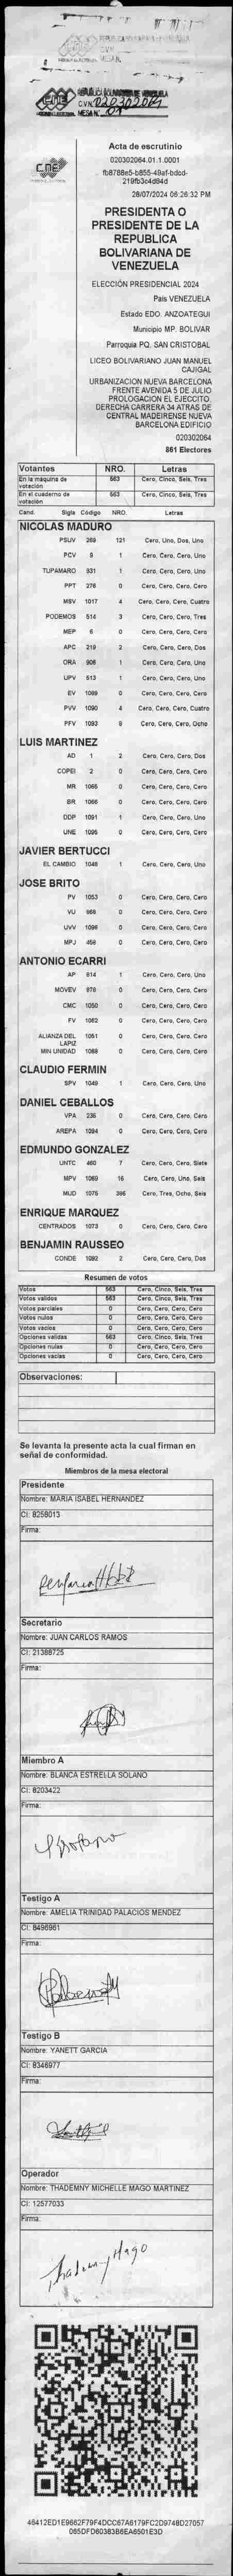 REPUBLICA BOLIVARIANA DE VENEZUELA
C.V.N. 020302064
MESA N. 01
CNE
Acta de escrutinio
020302064.01.1.0001
28/07/2024 06:26:32 PM
PRESIDENTA O
PRESIDENTE DE LA
REPUBLICA
BOLIVARIANA DE
VENEZUELA
ELECCIÓN PRESIDENCIAL 2024
País VENEZUELA
Estado EDO. ANZOATEGUI
Municipio MP. BOLIVAR
Parroquia PQ. SAN CRISTOBAL
LICEO BOLIVARIANO JUAN MANUEL
CAJIGAL
URBANIZACION NUEVA BARCELONA
FRENTE AVENIDA 5 DE JULIO
PROLOGACION EL EJECCITO.
DERECHA CARRERA 34 ATRAS DE
CENTRAL MADEIRENSE NUEVA
BARCELONA EDIFICIO
020302064
861 Electores
Votantes NRO. Letras
En la máquina de votación 563 Cero, Cinco, Seis, Tres
En el cuaderno de votación 563 Cero, Cinco, Seis, Tres
Cand. Sigla Código NRO. Letras
NICOLAS MADURO
PSUV 269 121 Cero, Uno, Dos, Uno
PCV 9 1 Cero, Cero, Cero, Uno
TUPAMARO 931 1 Cero, Cero, Cero, Uno
PPT 276 0 Cero, Cero, Cero, Cero
MSV 1017 4 Cero, Cero, Cero, Cuatro
PODEMOS 514 3 Cero, Cero, Cero, Tres
MEP 6 0 Cero, Cero, Cero, Cero
APC 219 2 Cero, Cero, Cero, Dos
ORA 908 1 Cero, Cero, Cero, Uno
UPV 513 1 Cero, Cero, Cero, Uno
EV 1089 0 Cero, Cero, Cero, Cero
PVV 1090 4 Cero, Cero, Cero, Cuatro
PFV 1093 8 Cero, Cero, Cero, Ocho
LUIS MARTINEZ
AD 1 2 Cero, Cero, Cero, Dos
COPEI 2 0 Cero, Cero, Cero, Cero
MR 1065 0 Cero, Cero, Cero, Cero
BR 1066 0 Cero, Cero, Cero, Cero
DDP 1091 1 Cero, Cero, Cero, Uno
UNE 1095 0 Cero, Cero, Cero, Cero
JAVIER BERTUCCI
EL CAMBIO 1048 1 Cero, Cero, Cero, Uno
JOSE BRITO
PV 1053 0 Cero, Cero, Cero, Cero
VU 868 0 Cero, Cero, Cero, Cero
UVV 1096 0 Cero, Cero, Cero, Cero
MPJ 458 0 Cero, Cero, Cero, Cero
ANTONIO ECARRI
AP 814 1 Cero, Cero, Cero, Uno
MOVEV 978 0 Cero, Cero, Cero, Cero
CMC 1050 0 Cero, Cero, Cero, Cero
FV 1062 0 Cero, Cero, Cero, Cero
ALIANZA DEL LAPIZ 1051 0 Cero, Cero, Cero, Cero
MIN UNIDAD 1068 0 Cero, Cero, Cero, Cero
CLAUDIO FERMIN
SPV 1049 1 Cero, Cero, Cero, Uno
DANIEL CEBALLOS
VPA 236 0 Cero, Cero, Cero, Cero
AREPA 1094 0 Cero, Cero, Cero, Cero
EDMUNDO GONZALEZ
UNTC 460 7 Cero, Cero, Cero, Siete
MPV 1069 16 Cero, Cero, Uno, Seis
MUD 1075 386 Cero, Tres, Ocho, Seis
ENRIQUE MARQUEZ
CENTRADOS 1073 0 Cero, Cero, Cero, Cero
BENJAMIN RAUSSEO
CONDE 1092 2 Cero, Cero, Cero, Dos
Resumen de votos
Votos 563 Cero, Cinco, Seis, Tres
Votos válidos 563 Cero, Cinco, Seis, Tres
Votos parciales 0 Cero, Cero, Cero, Cero
Votos nulos 0 Cero, Cero, Cero, Cero
Votos vacíos 0 Cero, Cero, Cero, Cero
Opciones válidas 563 Cero, Cinco, Seis, Tres
Opciones nulas 0 Cero, Cero, Cero, Cero
Opciones vacías 0 Cero, Cero, Cero, Cero
Observaciones:
Se levanta la presente acta la cual firman en
señal de conformidad.
Miembros de la mesa electoral
Presidente
Nombre: MARIA ISABEL HERNANDEZ
CI: 8258013
Firma:
Secretario
Nombre: JUAN CARLOS RAMOS
CI: 21388725
Firma:
Miembro A
Nombre: BLANCA ESTRELLA SOLANO
CI: 8203422
Firma:
Testigo A
Nombre: AMELIA TRINIDAD PALACIOS MENDEZ
CI: 8496961
Firma:
Testigo B
Nombre: YANETT GARCIA
CI: 8346977
Firma:
Operador
Nombre: THADEMNY MICHELLE MAGO MARTINEZ
CI: 12577033
Firma:
Thademny Mago
46412ED1E9662F79F4DCC67A6179FC2D9748D27057
065DFD60383B6EA6501E3D